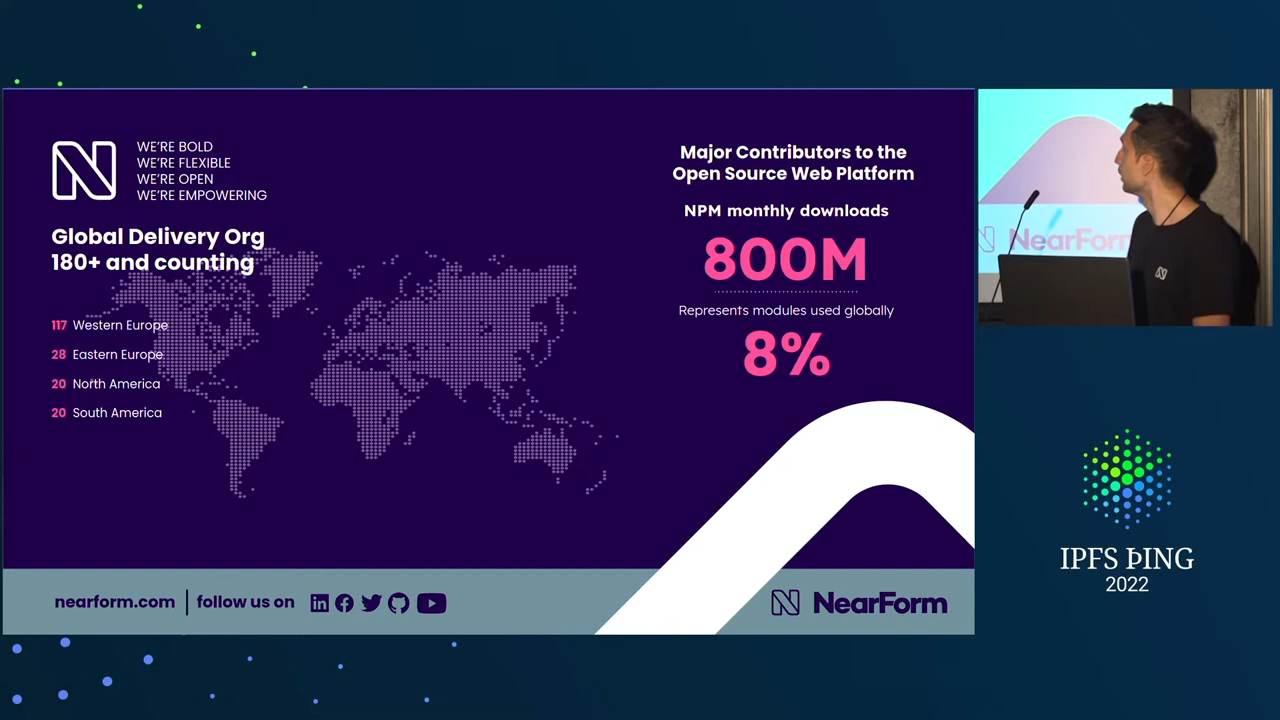 WE'RE BOLD
WE'RE FLEXIBLE
WE'RE OPEN
WE'RE EMPOWERING
Global Delivery Org
180+ and counting
117 Western Europe
28 Eastern Europe
20 North America
20 South America
Major Contributors to the
Open Source Web Platform
NPM monthly downloads
800M
Represents modules used globally
8%
nearform.com | follow us on
NearForm
NearForm
IPFS ÞING
2022